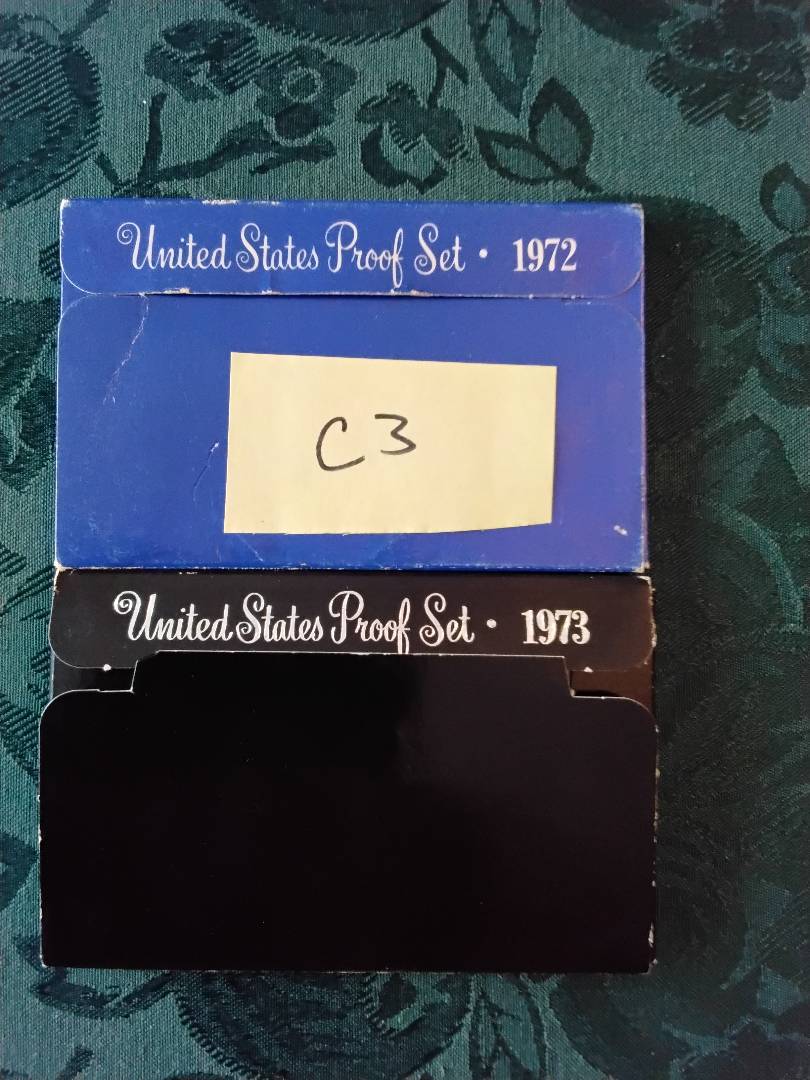 United States Proof Set • 1972
C3
United States Proof Set • 1973